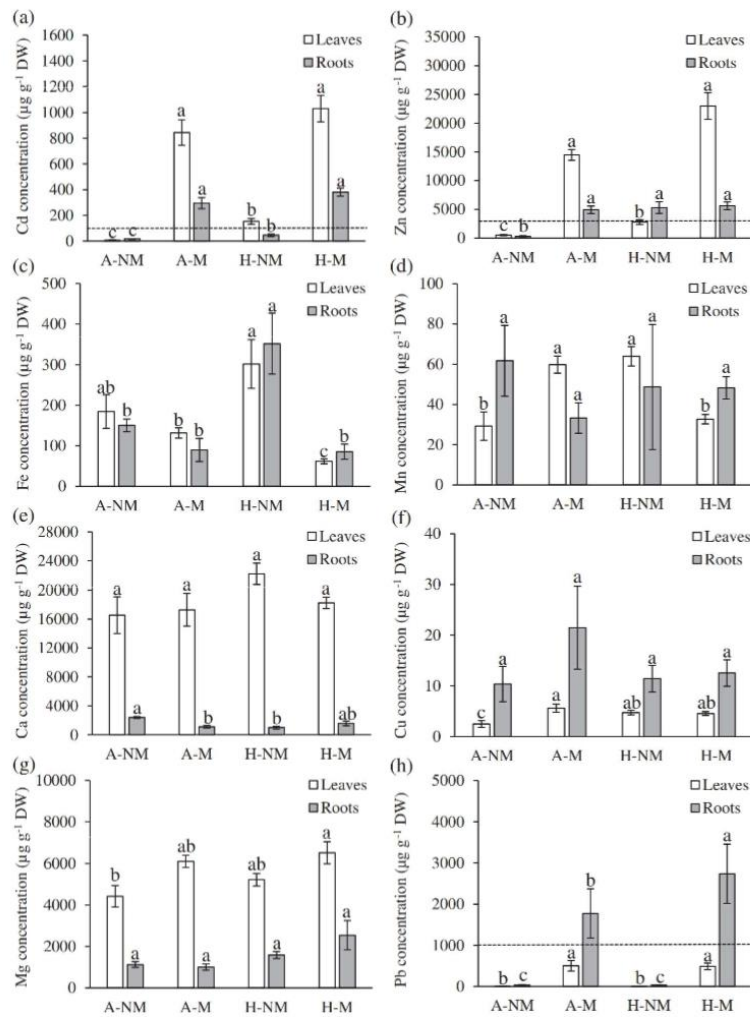 (a)
Cd concentration (µg g⁻¹ DW)
1600
1400
1200
1000
800
600
400
200
0
Leaves
Roots
c c
a a
b b
a a
A-NM A-M H-NM H-M
(b)
Zn concentration (µg g⁻¹ DW)
35000
30000
25000
20000
15000
10000
5000
0
Leaves
Roots
c b
a a
b a
a a
A-NM A-M H-NM H-M
(c)
Fe concentration (µg g⁻¹ DW)
500
400
300
200
100
0
Leaves
Roots
ab b
b b
a a
c b
A-NM A-M H-NM H-M
(d)
Mn concentration (µg g⁻¹ DW)
100
80
60
40
20
0
Leaves
Roots
b a
a a
a a
b a
A-NM A-M H-NM H-M
(e)
Ca concentration (µg g⁻¹ DW)
28000
24000
20000
16000
12000
8000
4000
0
Leaves
Roots
a a
a b
a b
a ab
A-NM A-M H-NM H-M
(f)
Cu concentration (µg g⁻¹ DW)
40
30
20
10
0
Leaves
Roots
c a
a a
ab a
ab a
A-NM A-M H-NM H-M
(g)
Mg concentration (µg g⁻¹ DW)
10000
8000
6000
4000
2000
0
Leaves
Roots
b a
ab a
ab a
a a
A-NM A-M H-NM H-M
(h)
Pb concentration (µg g⁻¹ DW)
5000
4000
3000
2000
1000
0
Leaves
Roots
b c
a b
b c
a a
A-NM A-M H-NM H-M